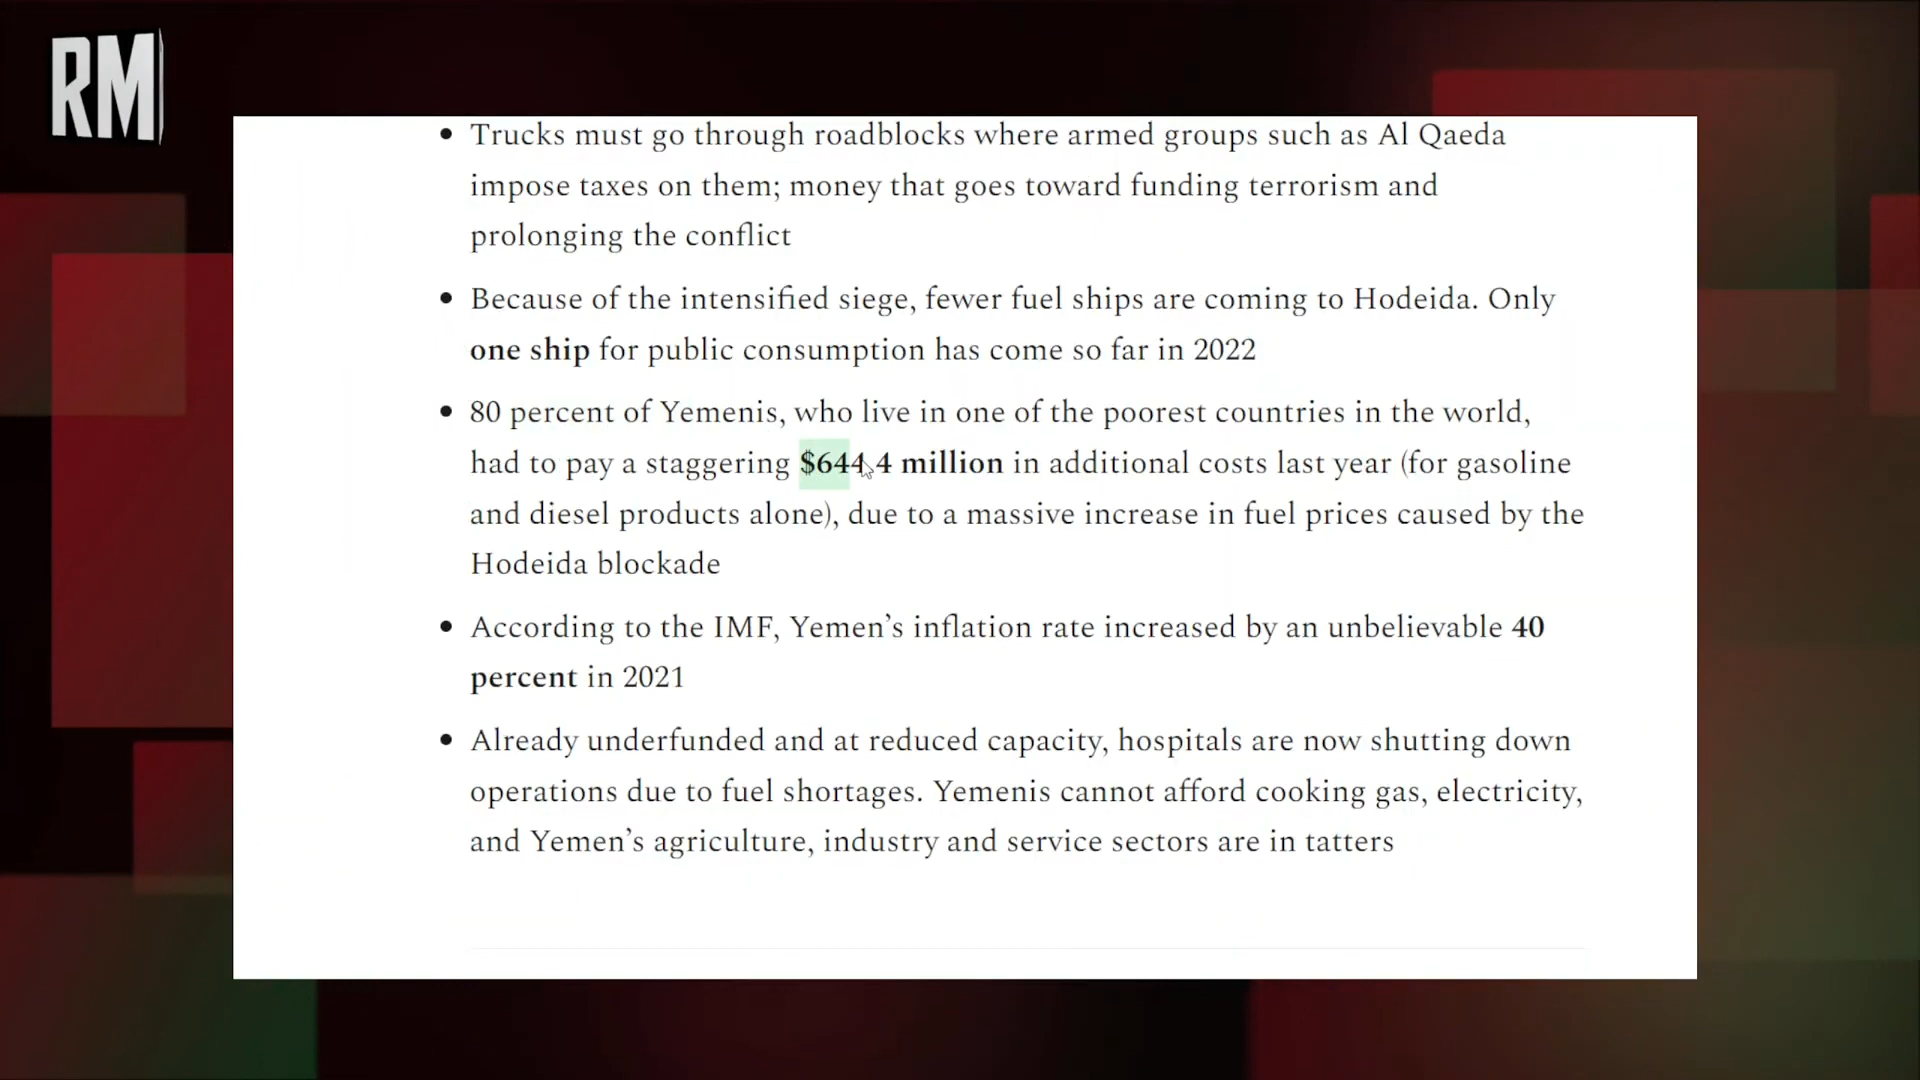 RM
Trucks must go through roadblocks where armed groups such as Al Qaeda
impose taxes on them; money that goes toward funding terrorism and
prolonging the conflict
Because of the intensified siege, fewer fuel ships are coming to Hodeida. Only
one ship for public consumption has come so far in 2022
80 percent of Yemenis, who live in one of the poorest countries in the world,
had to pay a staggering $644.4 million in additional costs last year (for gasoline
and diesel products alone), due to a massive increase in fuel prices caused by the
Hodeida blockade
According to the IMF, Yemen’s inflation rate increased by an unbelievable 40
percent in 2021
Already underfunded and at reduced capacity, hospitals are now shutting down
operations due to fuel shortages. Yemenis cannot afford cooking gas, electricity,
and Yemen’s agriculture, industry and service sectors are in tatters